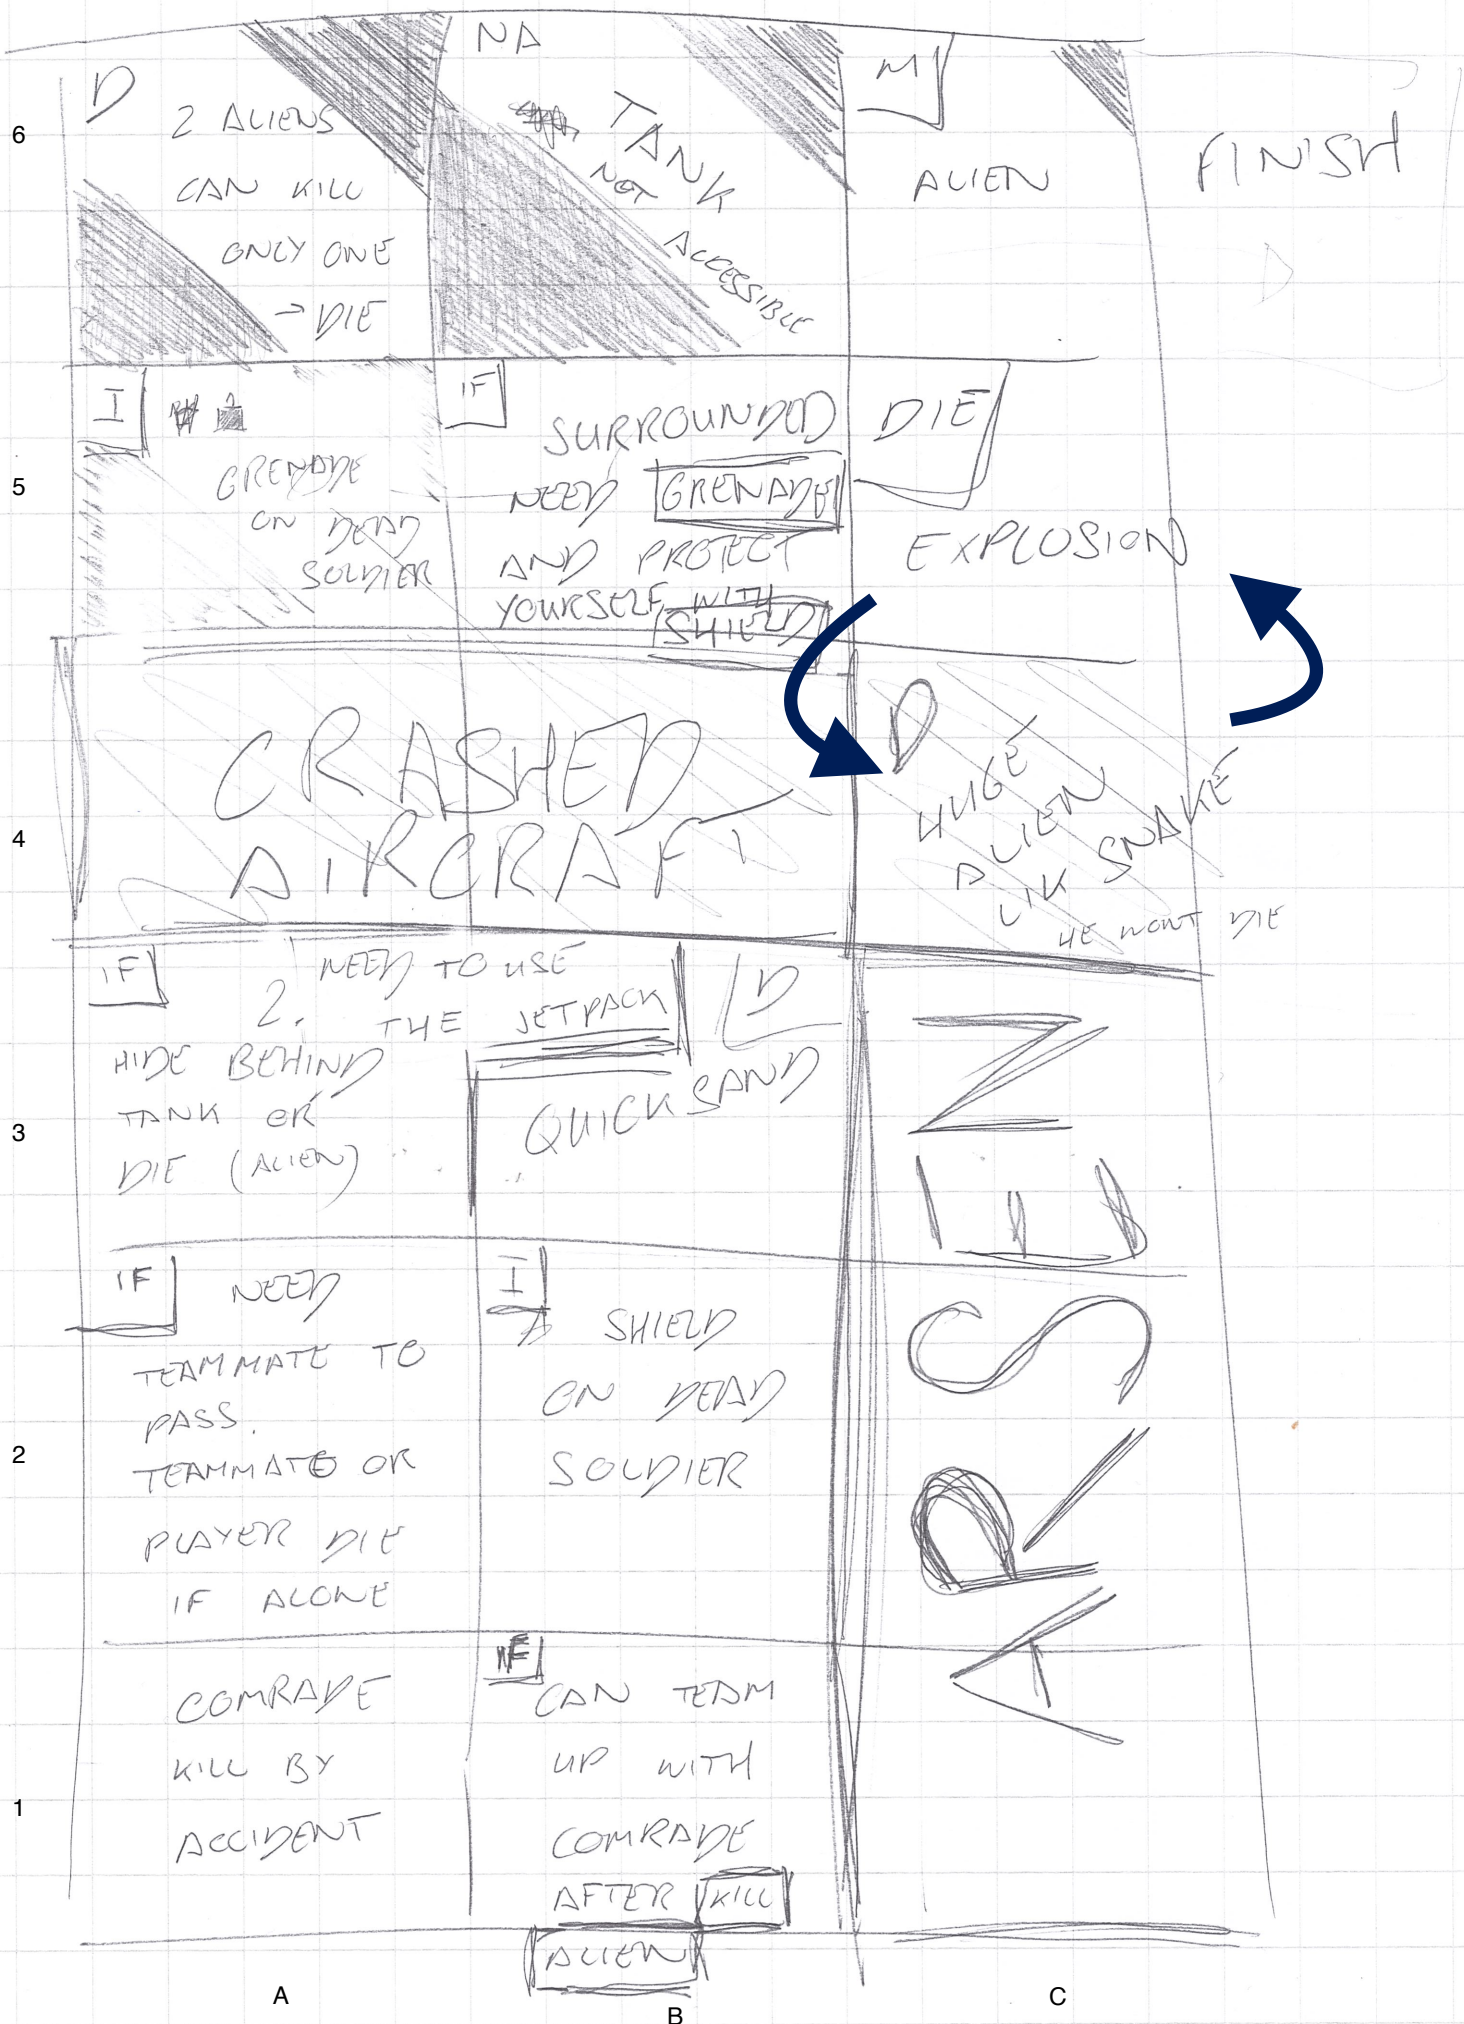 6
D
2 ALIENS
CAN KILL
ONLY ONE
→ DIE
NA
TANK
NOT
ACCESSIBLE
M
ALIEN
FINISH
5
I
GRENADE
ON DEAD
SOLDIER
IF
SURROUNDED
NEED GRENADE
AND PROTECT
YOURSELF WITH
SHIELD
DIE
EXPLOSION
4
CRASHED
AIRCRAFT
D
HUGE
ALIEN
LIK SNAKE
HE WONT DIE
3
IF
2. NEED TO USE
THE JETPACK
HIDE BEHIND
TANK OR
DIE (ALIEN)
D
QUICKSAND
2
IF
NEED
TEAMMATE TO
PASS.
TEAMMATE OR
PLAYER DIE
IF ALONE
I
A SHIELD
ON DEAD
SOLDIER
ARSEN
1
COMRADE
KILL BY
ACCIDENT
CAN TEAM
UP WITH
COMRADE
AFTER KILL
ALIEN
A
B
C